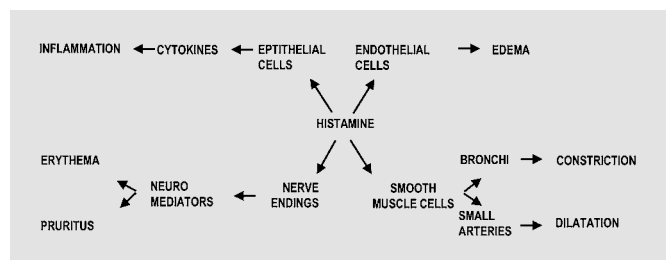 INFLAMMATION CYTOKINES EPTITHELIAL CELLS ENDOTHELIAL CELLS EDEMA
HISTAMINE
ERYTHEMA
PRURITUS
NEURO MEDIATORS
NERVE ENDINGS
SMOOTH MUSCLE CELLS
BRONCHI CONSTRICTION
SMALL ARTERIES DILATATION